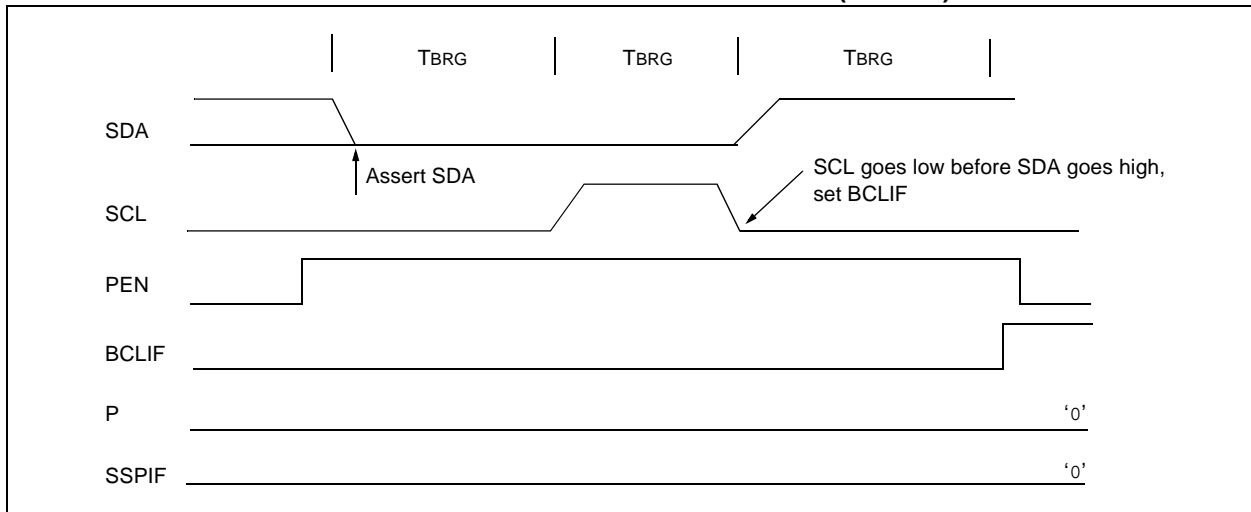 TBRG TBRG TBRG
SDA
Assert SDA
SCL goes low before SDA goes high,
set BCLIF
SCL
PEN
BCLIF
P
'0'
SSPIF
'0'